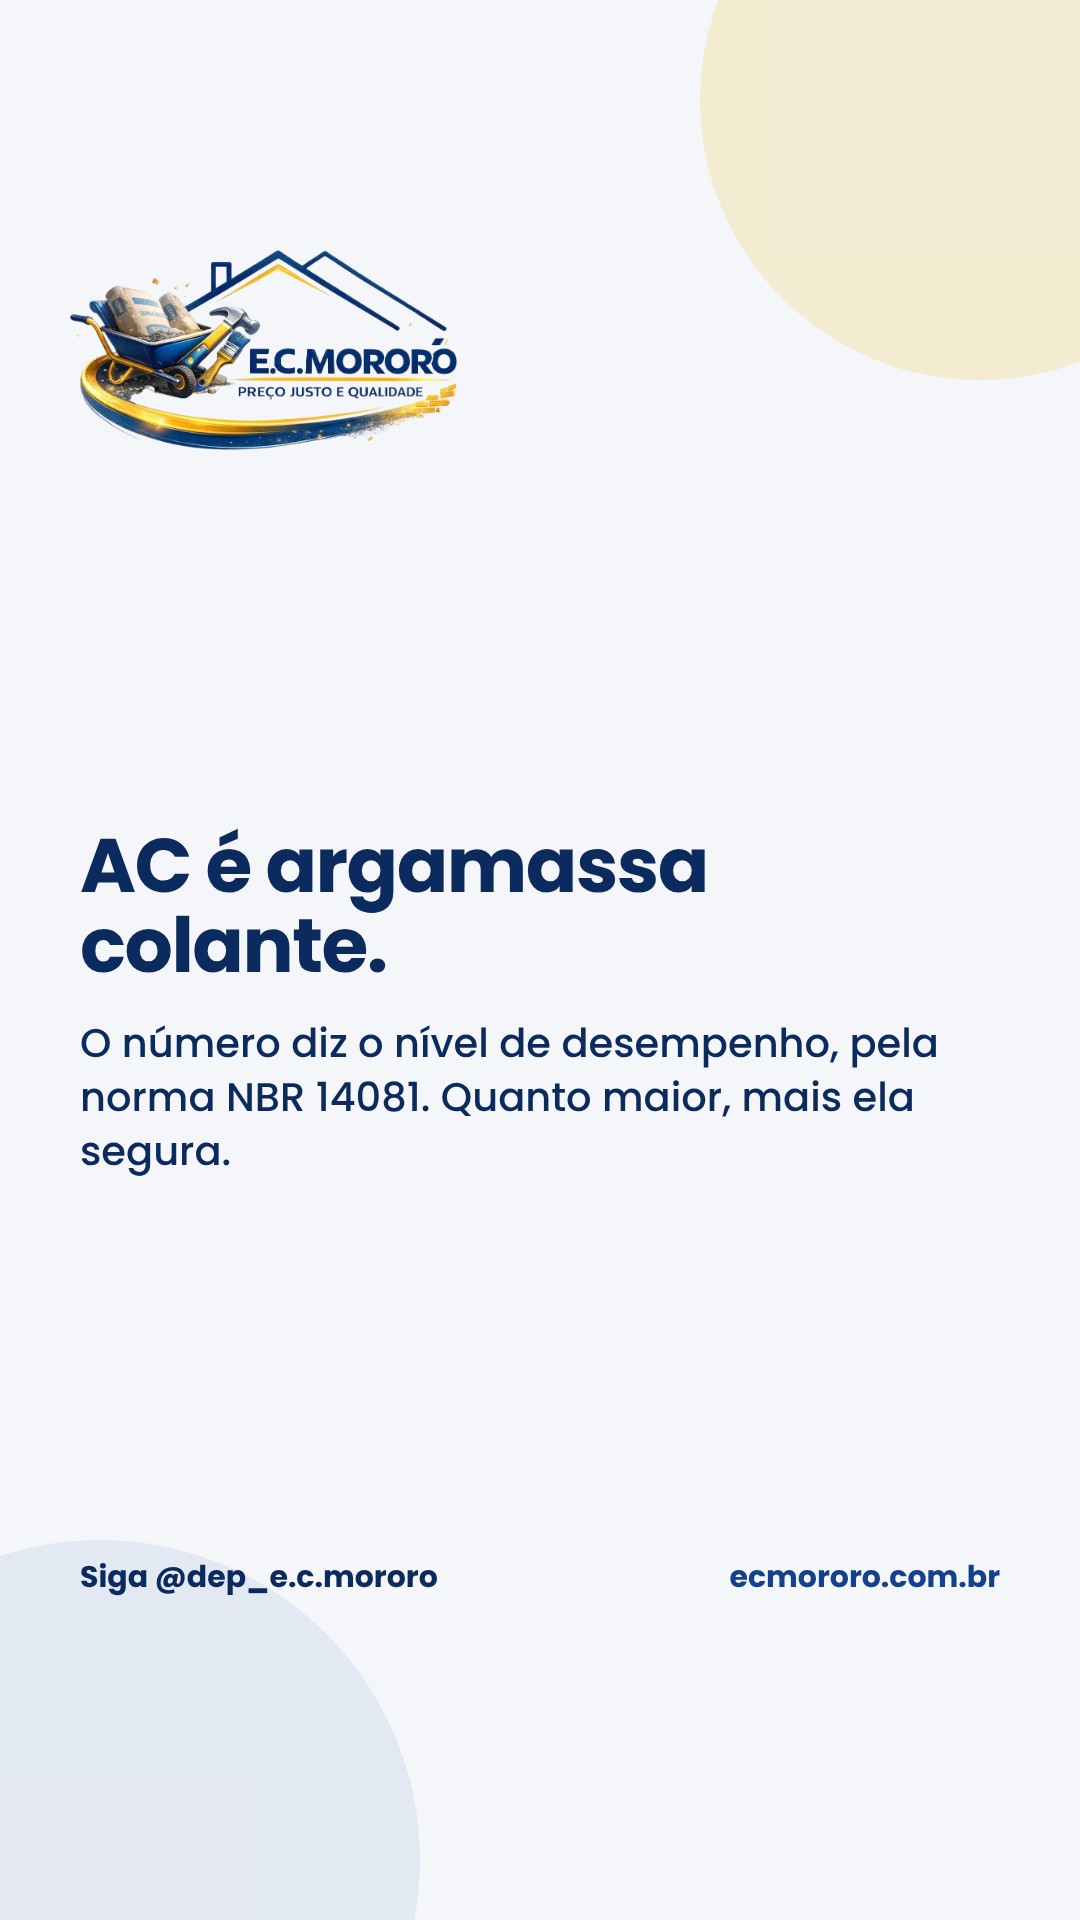 E.C.MORORÓ
PREÇO JUSTO E QUALIDADE
AC é argamassa
colante.
O número diz o nível de desempenho, pela
norma NBR 14081. Quanto maior, mais ela
segura.
Siga @dep_e.c.mororo
ecmororo.com.br